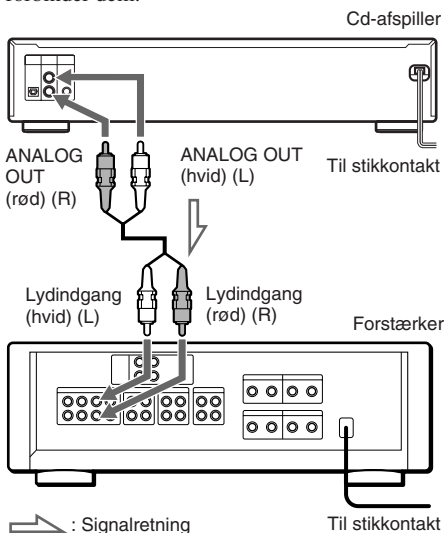 Cd-afspiller
ANALOG
OUT
(rød) (R)
ANALOG OUT
(hvid) (L)
Til stikkontakt
Lydindgang
(hvid) (L)
Lydindgang
(rød) (R)
Forstærker
: Signalretning
Til stikkontakt